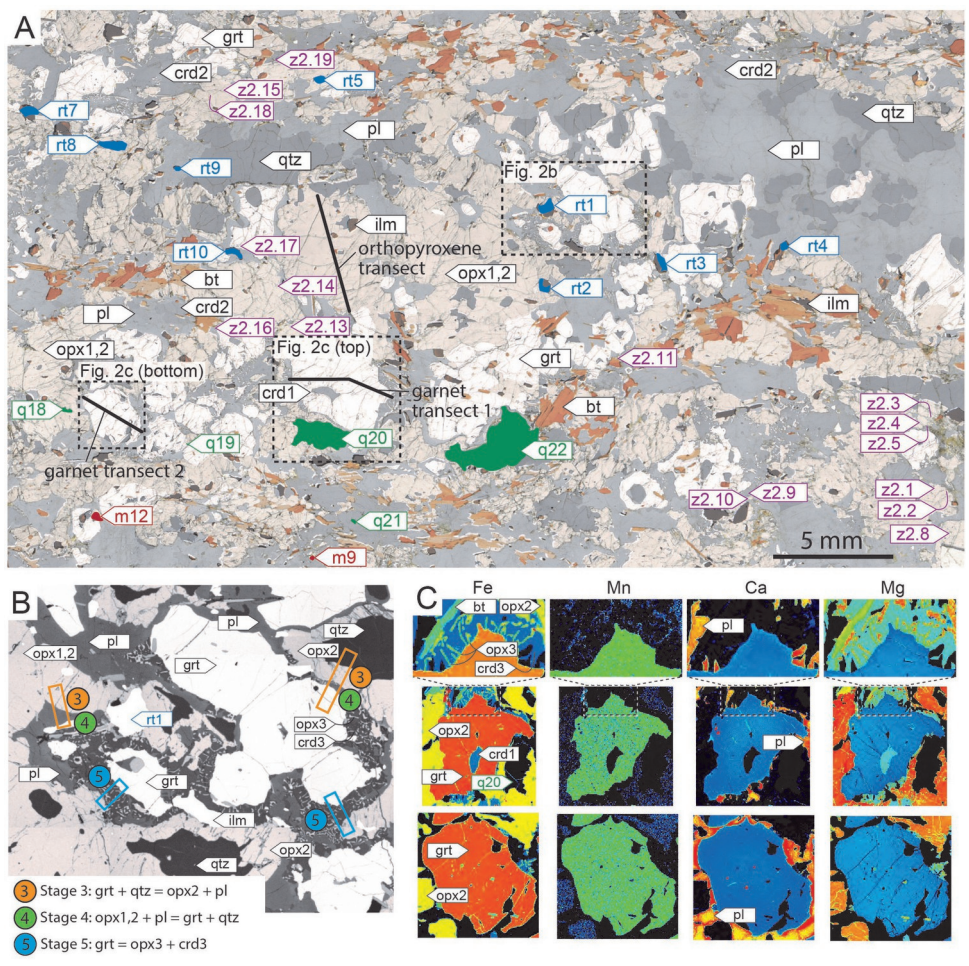 A
grt
z2.19
crd2
rt5
crd2
z2.15
z2.18
rt7
qtz
pl
rt8
qtz
pl
Fig. 2b
rt9
rt1
ilm
z2.17
rt10
orthopyroxene
transect
rt3
rt4
bt
z2.14
opx1,2
rt2
pl
crd2
ilm
z2.16
z2.13
opx1,2
Fig. 2c (top)
grt
z2.11
Fig. 2c (bottom)
crd1
garnet
transect 1
bt
z2.3
q18
z2.4
q19
q20
q22
z2.5
garnet transect 2
z2.10
z2.9
z2.1
z2.2
m12
q21
z2.8
m9
5 mm
B
pl
qtz
pl
opx1,2
opx2
grt
3
3
4
rt1
4
opx3
crd3
pl
5
grt
5
ilm
opx2
qtz
3 Stage 3: grt + qtz = opx2 + pl
4 Stage 4: opx1,2 + pl = grt + qtz
5 Stage 5: grt = opx3 + crd3
C
Fe
Mn
Ca
Mg
bt
opx2
pl
opx3
crd3
opx2
crd1
pl
grt
q20
grt
opx2
pl